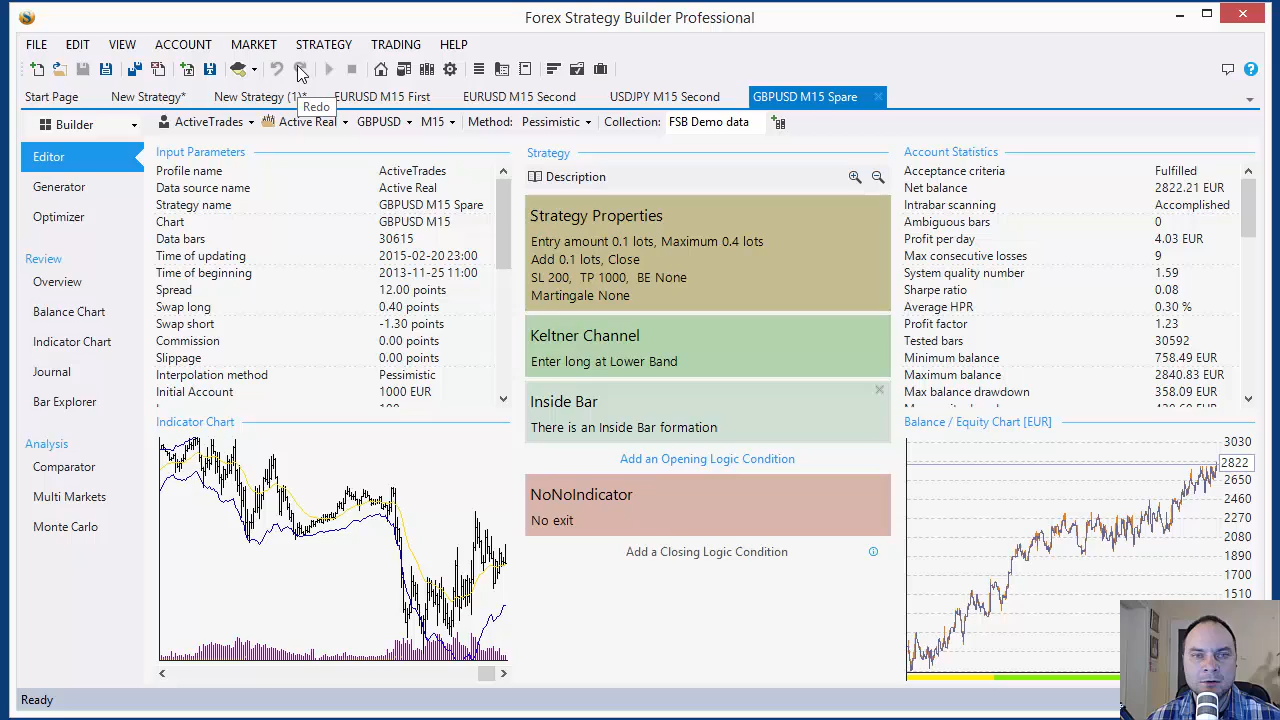 Forex Strategy Builder Professional
FILE EDIT VIEW ACCOUNT MARKET STRATEGY TRADING HELP
Redo
Start Page New Strategy* New Strategy (1)* EURUSD M15 First EURUSD M15 Second USDJPY M15 Second GBPUSD M15 Spare
Builder
ActiveTrades Active Real GBPUSD M15 Method: Pessimistic Collection: FSB Demo data
Editor
Generator
Optimizer
Review
Overview
Balance Chart
Indicator Chart
Journal
Bar Explorer
Analysis
Comparator
Multi Markets
Monte Carlo
Input Parameters
Profile name ActiveTrades
Data source name Active Real
Strategy name GBPUSD M15 Spare
Chart GBPUSD M15
Data bars 30615
Time of updating 2015-02-20 23:00
Time of beginning 2013-11-25 11:00
Spread 12.00 points
Swap long 0.40 points
Swap short -1.30 points
Commission 0.00 points
Slippage 0.00 points
Interpolation method Pessimistic
Initial Account 1000 EUR
Indicator Chart
Strategy
Description
Strategy Properties
Entry amount 0.1 lots, Maximum 0.4 lots
Add 0.1 lots, Close
SL 200, TP 1000, BE None
Martingale None
Keltner Channel
Enter long at Lower Band
Inside Bar
There is an Inside Bar formation
Add an Opening Logic Condition
NoNoIndicator
No exit
Add a Closing Logic Condition
Account Statistics
Acceptance criteria Fulfilled
Net balance 2822.21 EUR
Intrabar scanning Accomplished
Ambiguous bars 0
Profit per day 4.03 EUR
Max consecutive losses 9
System quality number 1.59
Sharpe ratio 0.08
Average HPR 0.30 %
Profit factor 1.23
Tested bars 30592
Minimum balance 758.49 EUR
Maximum balance 2840.83 EUR
Max balance drawdown 358.09 EUR
Balance / Equity Chart [EUR]
3030
2822
2650
2460
2270
2080
1890
1700
1510
Ready